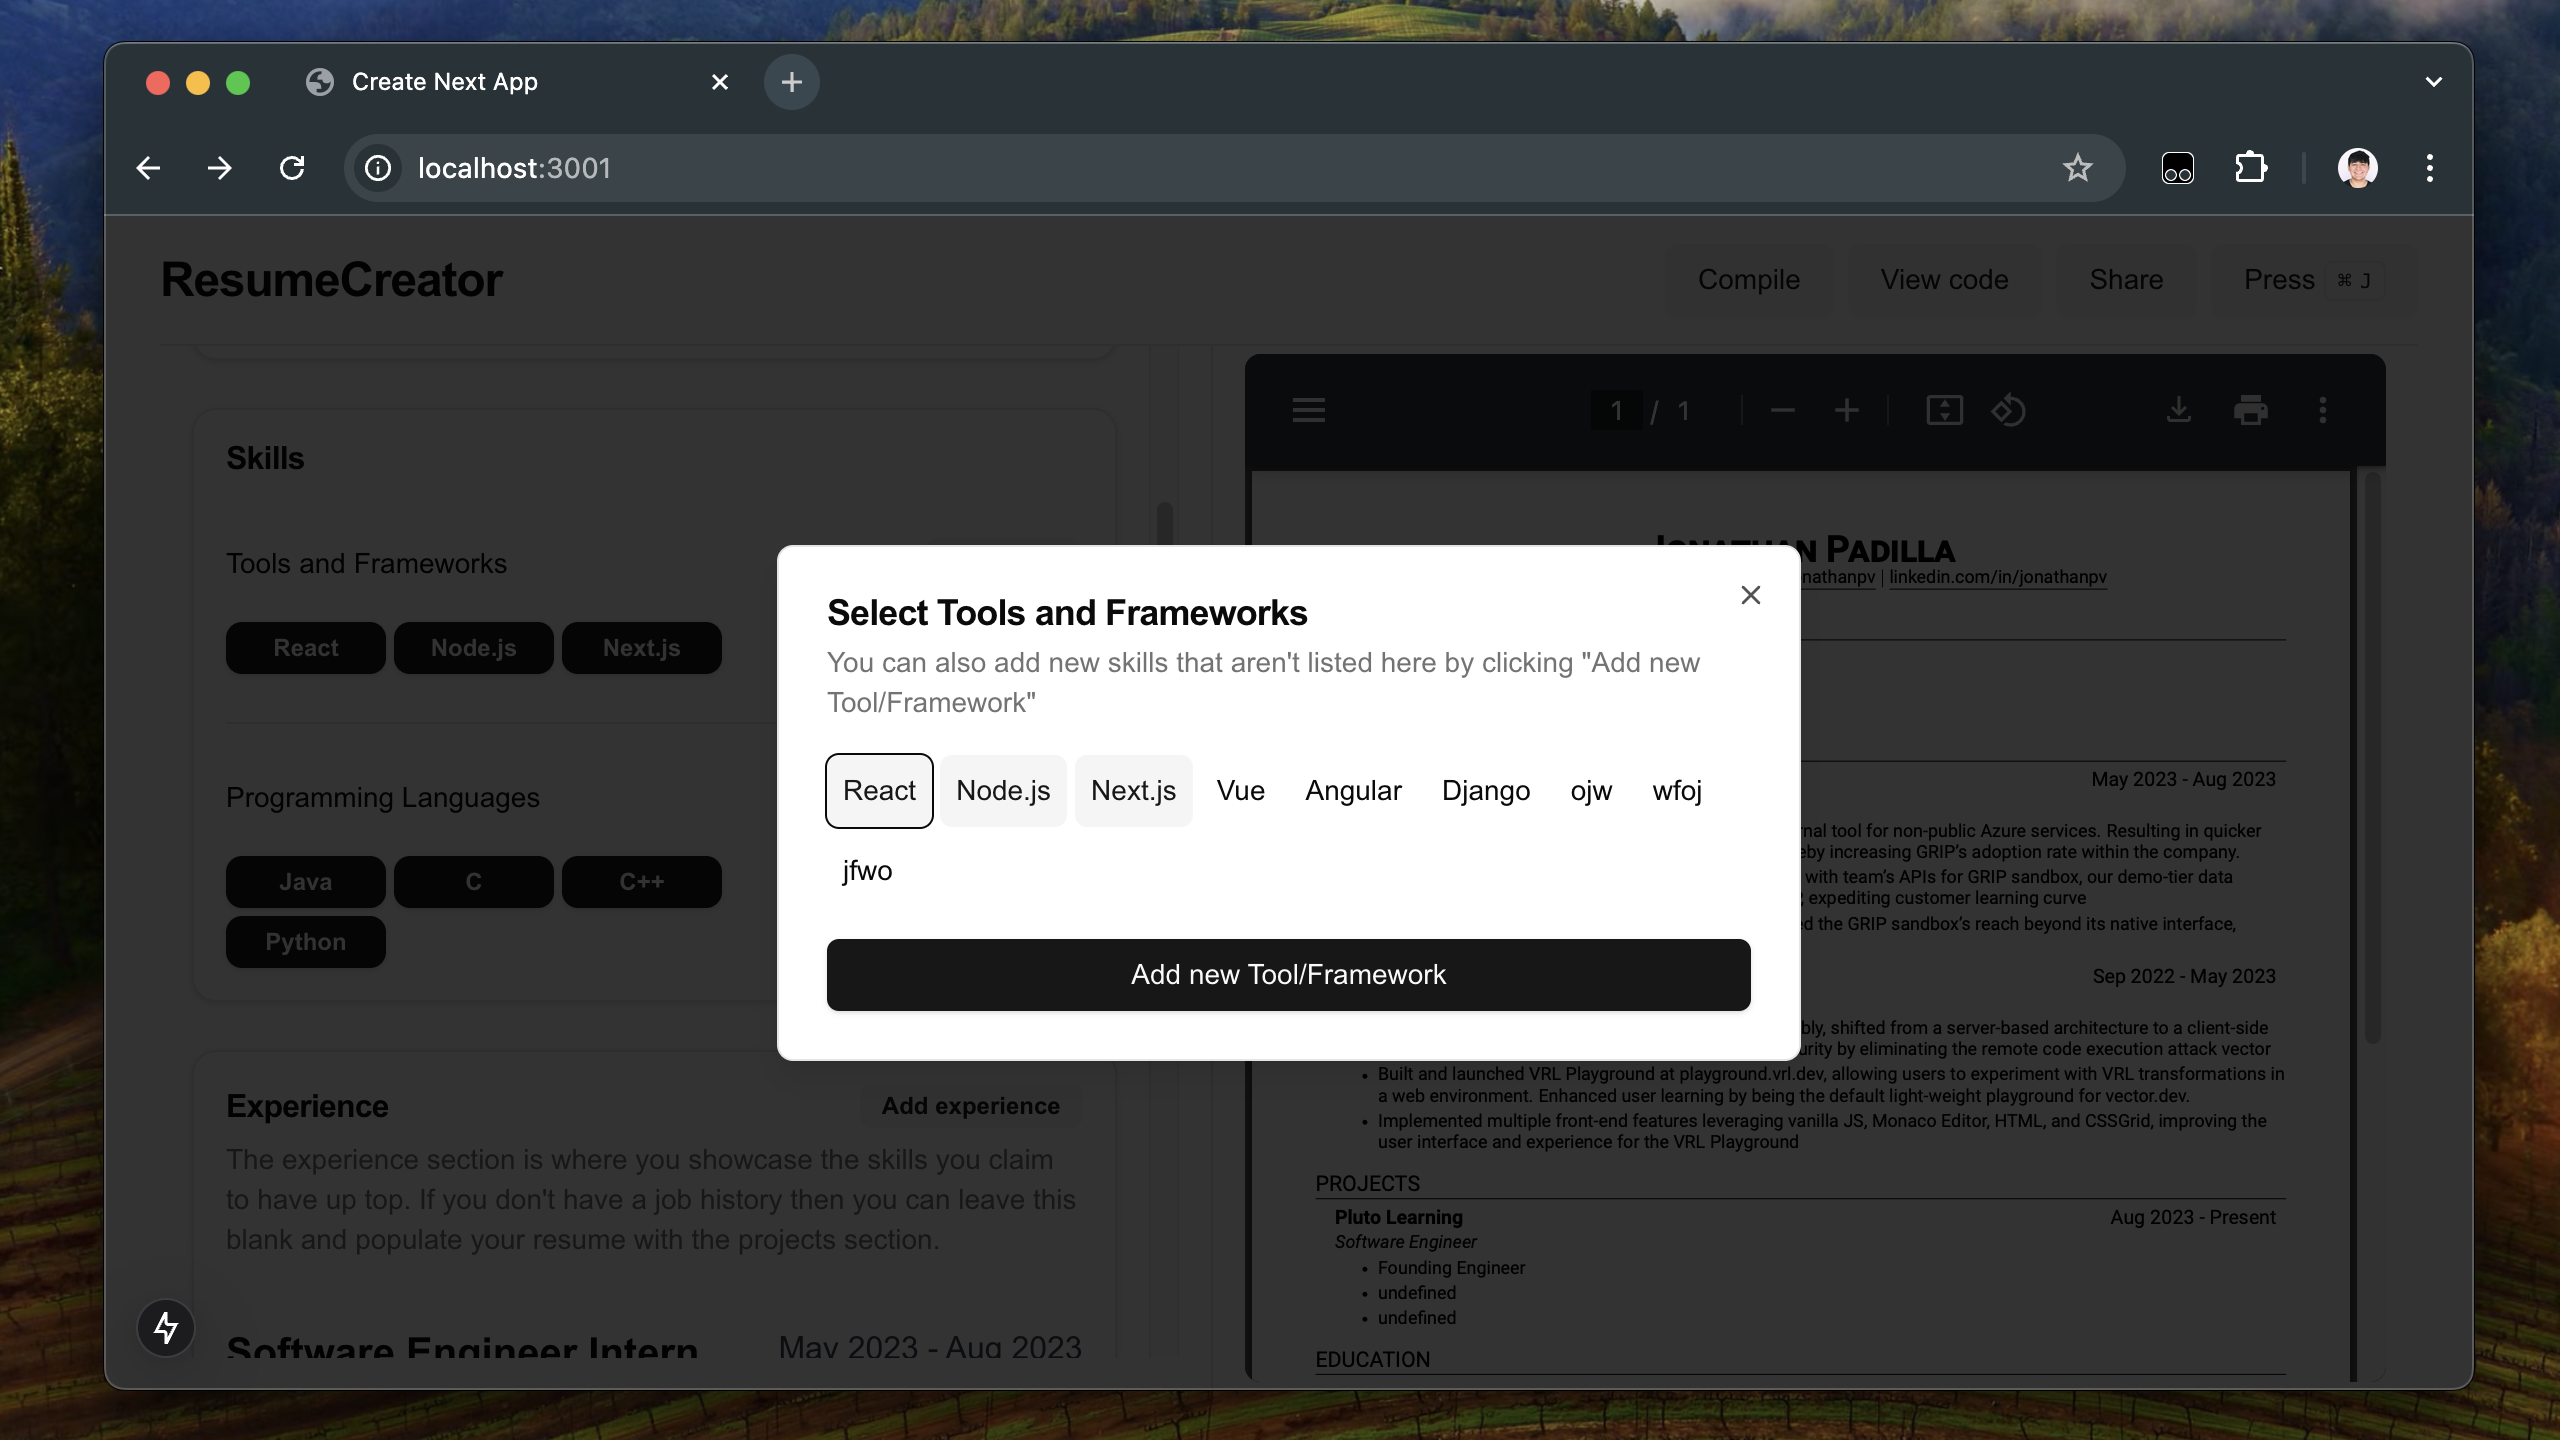 Create Next App
localhost:3001
ResumeCreator
Compile
View code
Share
Press ⌘ J
Skills
Tools and Frameworks
React Node.js Next.js
Programming Languages
Java C C++
Python
Experience
Add experience
The experience section is where you showcase the skills you claim
to have up top. If you don't have a job history then you can leave this
blank and populate your resume with the projects section.
Software Engineer Intern
May 2023 - Aug 2023
Select Tools and Frameworks
You can also add new skills that aren't listed here by clicking "Add new
Tool/Framework"
React Node.js Next.js Vue Angular Django ojw wfoj
jfwo
Add new Tool/Framework
1 / 1
JONATHAN PADILLA
nathanpv | linkedin.com/in/jonathanpv
May 2023 - Aug 2023
nal tool for non-public Azure services. Resulting in quicker
eby increasing GRIP's adoption rate within the company.
with team's APIs for GRIP sandbox, our demo-tier data
, expediting customer learning curve
ed the GRIP sandbox's reach beyond its native interface,
Sep 2022 - May 2023
bly, shifted from a server-based architecture to a client-side
urity by eliminating the remote code execution attack vector
• Built and launched VRL Playground at playground.vrl.dev, allowing users to experiment with VRL transformations in
a web environment. Enhanced user learning by being the default light-weight playground for vector.dev.
• Implemented multiple front-end features leveraging vanilla JS, Monaco Editor, HTML, and CSSGrid, improving the
user interface and experience for the VRL Playground
PROJECTS
Pluto Learning
Aug 2023 - Present
Software Engineer
• Founding Engineer
• undefined
• undefined
EDUCATION